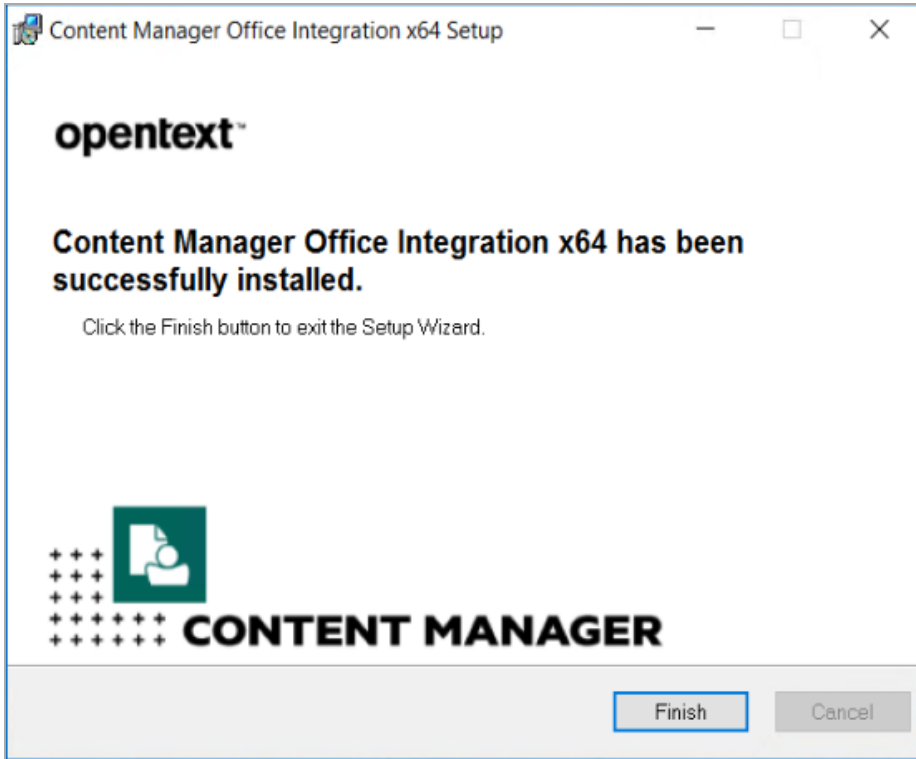 Content Manager Office Integration x64 Setup
opentext™
Content Manager Office Integration x64 has been
successfully installed.
Click the Finish button to exit the Setup Wizard.
CONTENT MANAGER
Finish
Cancel